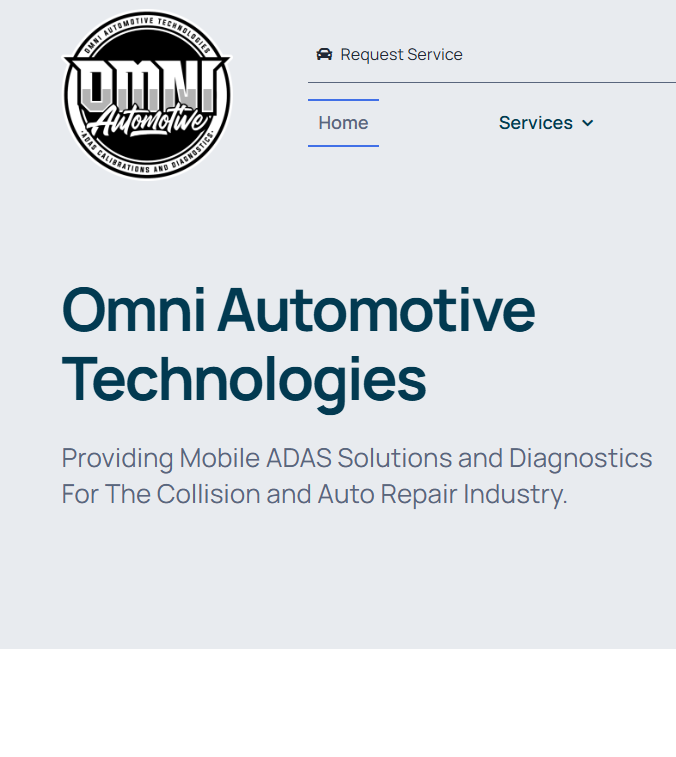 OMNI AUTOMOTIVE TECHNOLOGIES
OMNI
Automotive
ADAS CALIBRATIONS AND DIAGNOSTICS
Request Service
Home
Services
Omni Automotive
Technologies
Providing Mobile ADAS Solutions and Diagnostics
For The Collision and Auto Repair Industry.